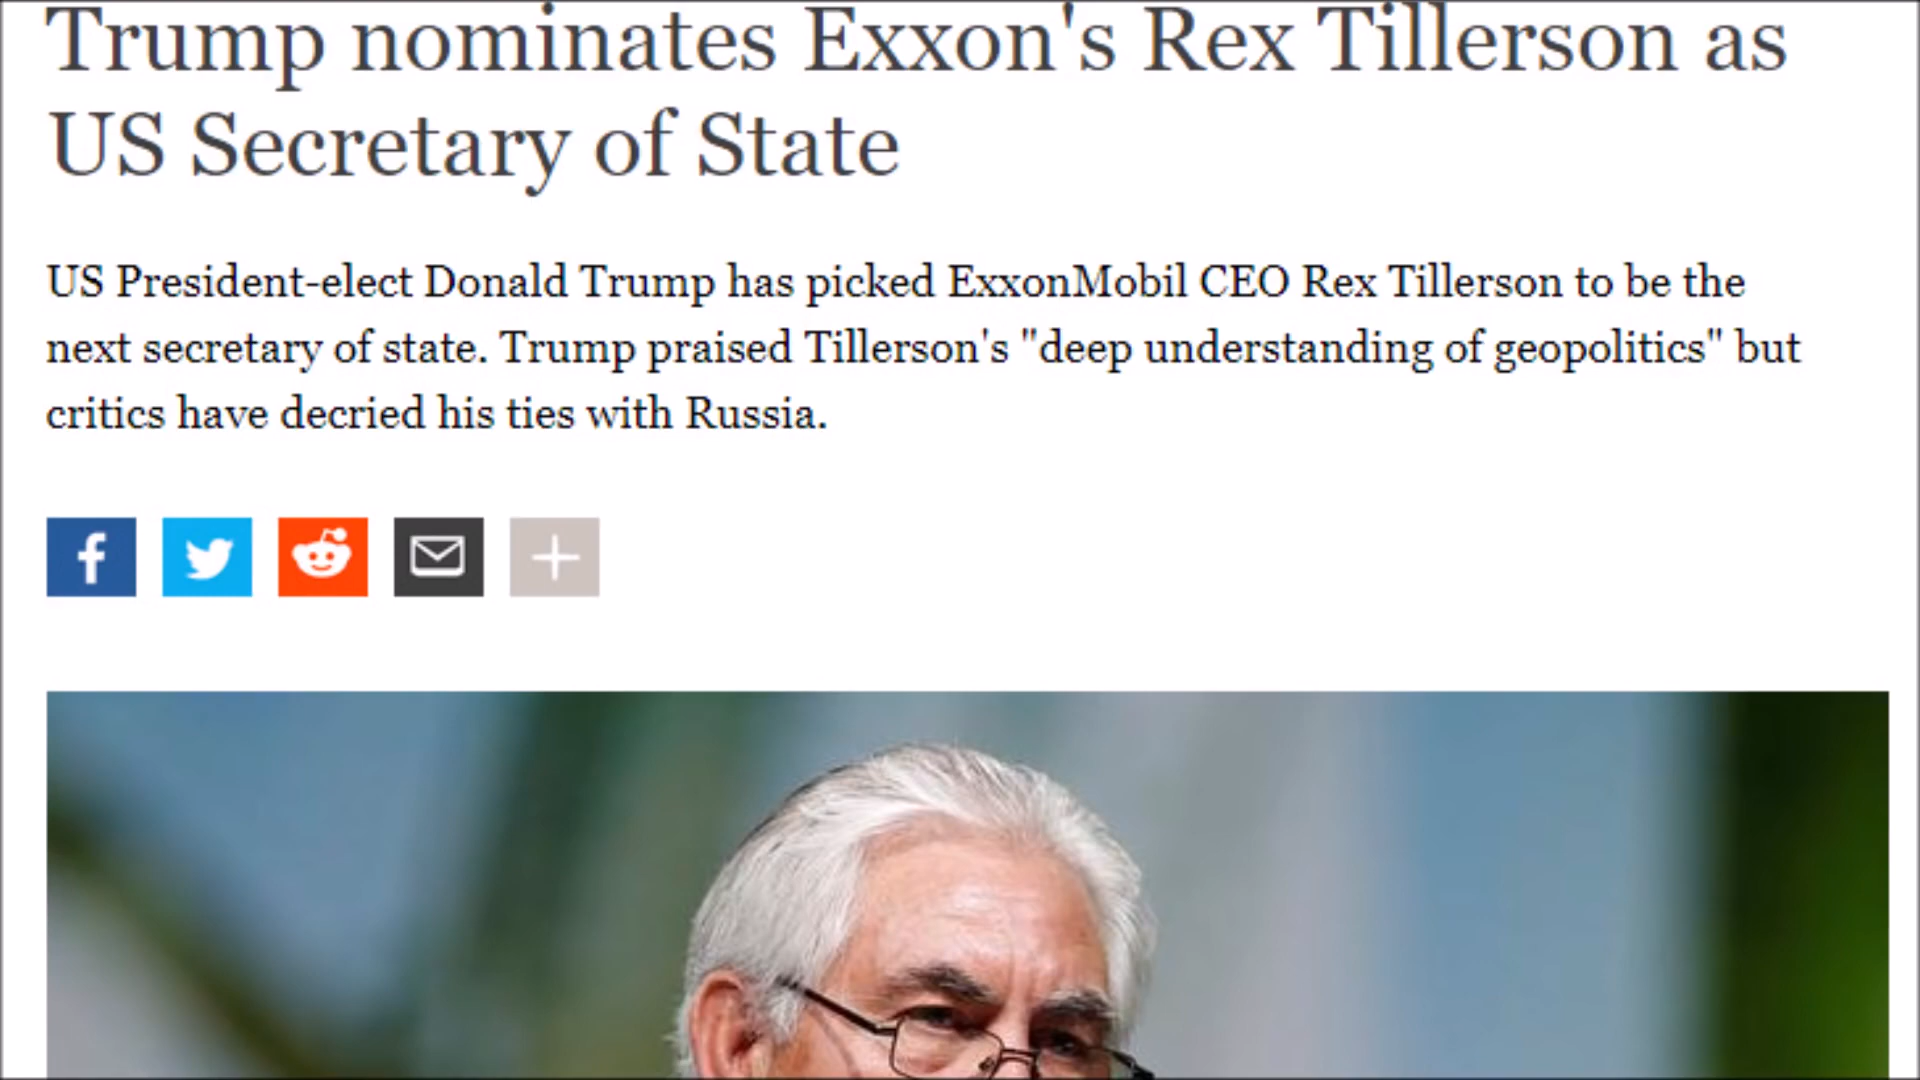 Trump nominates Exxon's Rex Tillerson as
US Secretary of State
US President-elect Donald Trump has picked ExxonMobil CEO Rex Tillerson to be the
next secretary of state. Trump praised Tillerson's "deep understanding of geopolitics" but
critics have decried his ties with Russia.